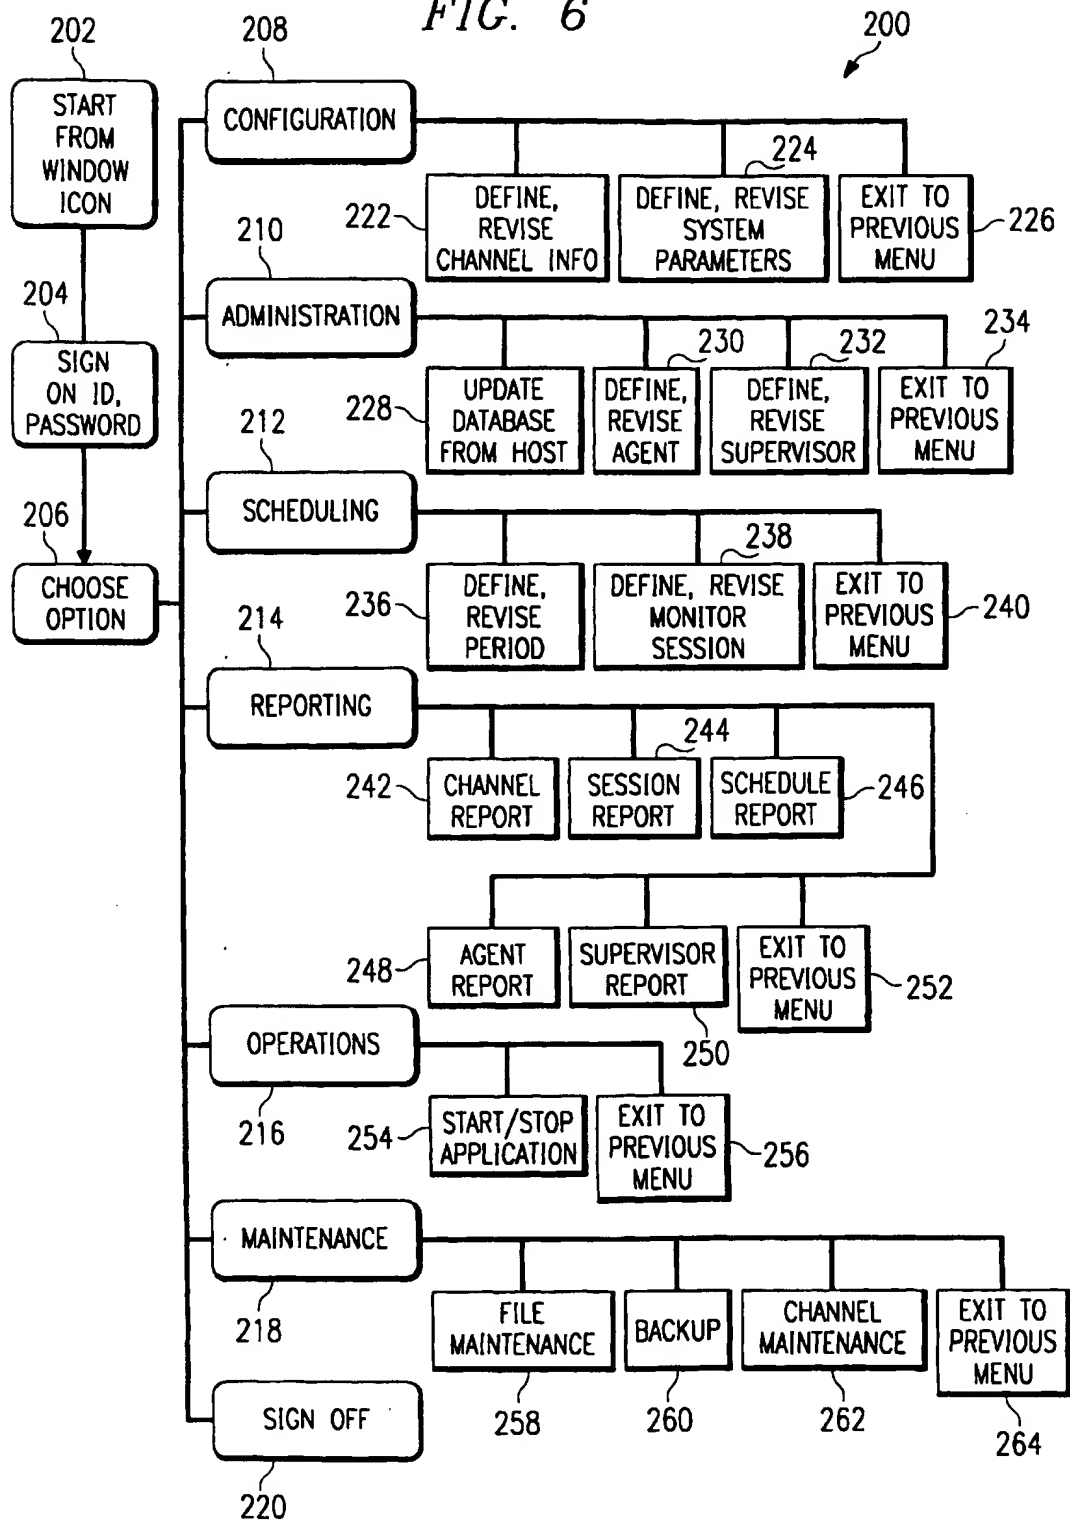 FIG. 6
200
202
START
FROM
WINDOW
ICON
204
SIGN
ON ID,
PASSWORD
206
CHOOSE
OPTION
208
CONFIGURATION
222
DEFINE,
REVISE
CHANNEL INFO
224
DEFINE, REVISE
SYSTEM
PARAMETERS
EXIT TO
PREVIOUS
MENU
226
210
ADMINISTRATION
228
UPDATE
DATABASE
FROM HOST
230
DEFINE,
REVISE
AGENT
232
DEFINE,
REVISE
SUPERVISOR
234
EXIT TO
PREVIOUS
MENU
212
SCHEDULING
236
DEFINE,
REVISE
PERIOD
238
DEFINE, REVISE
MONITOR
SESSION
EXIT TO
PREVIOUS
MENU
240
214
REPORTING
242
CHANNEL
REPORT
244
SESSION
REPORT
SCHEDULE
REPORT
246
248
AGENT
REPORT
SUPERVISOR
REPORT
250
EXIT TO
PREVIOUS
MENU
252
OPERATIONS
216
254
START/STOP
APPLICATION
EXIT TO
PREVIOUS
MENU
256
MAINTENANCE
218
FILE
MAINTENANCE
258
BACKUP
260
CHANNEL
MAINTENANCE
262
EXIT TO
PREVIOUS
MENU
264
SIGN OFF
220